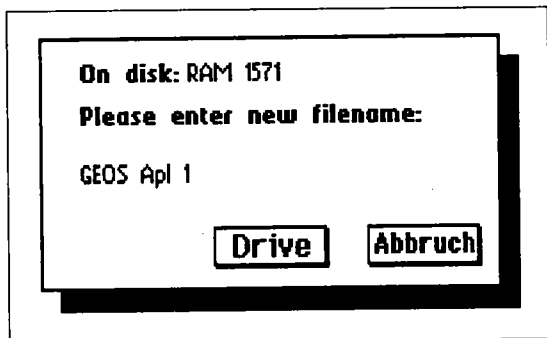 On disk: RAM 1571
Please enter new filename:
GEOS Apl 1
Drive Abbruch